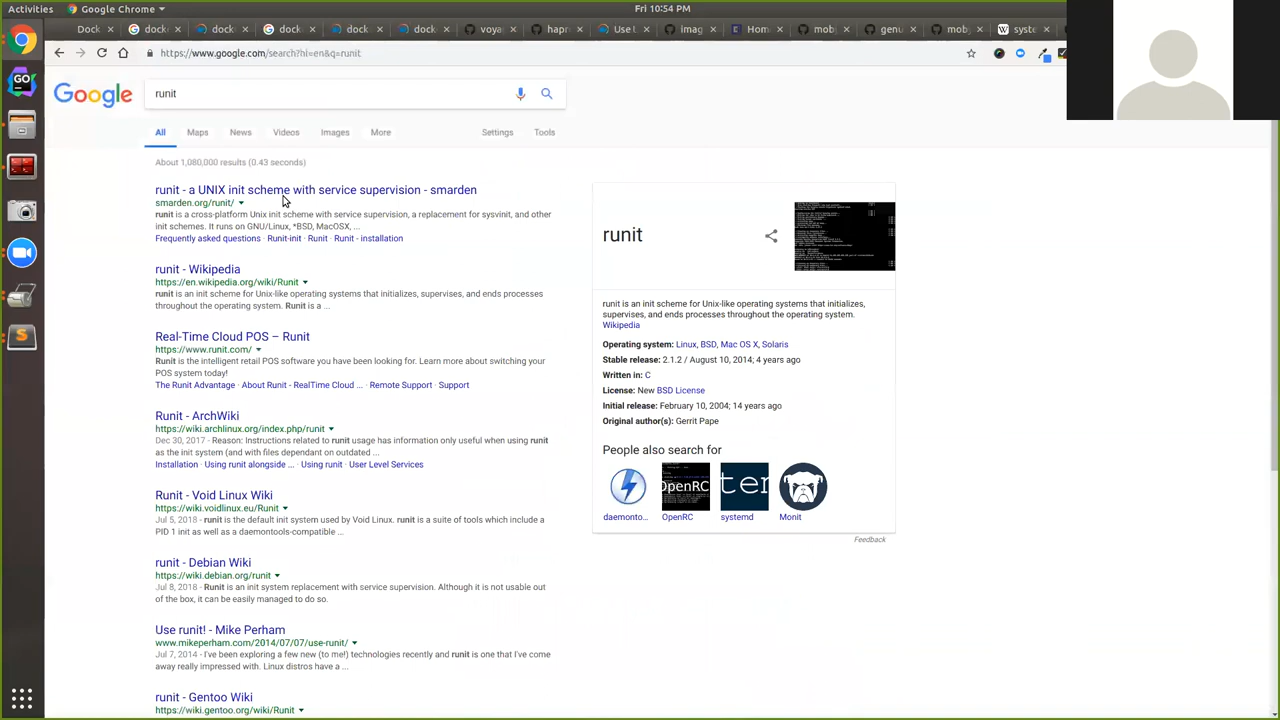 Activities
Google Chrome
Fri 10:54 PM
Dock
docke
dock
dock
docke
dock
dock
voya
hapro
Use D
imag
Hom
mobj
genu
mobj
syste
https://www.google.com/search?hl=en&q=runit
Google
runit
All
Maps
News
Videos
Images
More
Settings
Tools
About 1,080,000 results (0.43 seconds)
runit - a UNIX init scheme with service supervision - smarden
smarden.org/runit/
runit is a cross-platform Unix init scheme with service supervision, a replacement for sysvinit, and other
init schemes. It runs on GNU/Linux, *BSD, MacOSX, ...
Frequently asked questions · Runit-init · Runit · Runit - installation
runit - Wikipedia
https://en.wikipedia.org/wiki/Runit
runit is an init scheme for Unix-like operating systems that initializes, supervises, and ends processes
throughout the operating system. Runit is a ...
Real-Time Cloud POS – Runit
https://www.runit.com/
Runit is the intelligent retail POS software you have been looking for. Learn more about switching your
POS system today!
The Runit Advantage · About Runit - RealTime Cloud ... · Remote Support · Support
Runit - ArchWiki
https://wiki.archlinux.org/index.php/runit
Dec 30, 2017 - Reason: Instructions related to runit usage has information only useful when using runit
as the init system (and with files dependant on outdated ...
Installation · Using runit alongside ... · Using runit · User Level Services
Runit - Void Linux Wiki
https://wiki.voidlinux.eu/Runit
Jul 5, 2018 - runit is the default init system used by Void Linux. runit is a suite of tools which include a
PID 1 init as well as a daemontools-compatible ...
runit - Debian Wiki
https://wiki.debian.org/runit
Jul 8, 2018 - Runit is an init system replacement with service supervision. Although it is not usable out
of the box, it can be easily managed to do so.
Use runit! - Mike Perham
www.mikeperham.com/2014/07/07/use-runit/
Jul 7, 2014 - I've been exploring a few new (to me!) technologies recently and runit is one that I've come
away really impressed with. Linux distros have a ...
runit - Gentoo Wiki
https://wiki.gentoo.org/wiki/Runit
runit
runit is an init scheme for Unix-like operating systems that initializes,
supervises, and ends processes throughout the operating system.
Wikipedia
Operating system: Linux, BSD, Mac OS X, Solaris
Stable release: 2.1.2 / August 10, 2014; 4 years ago
Written in: C
License: New BSD License
Initial release: February 10, 2004; 14 years ago
Original author(s): Gerrit Pape
People also search for
OpenRC
ter
daemonto...
OpenRC
systemd
Monit
Feedback
GO